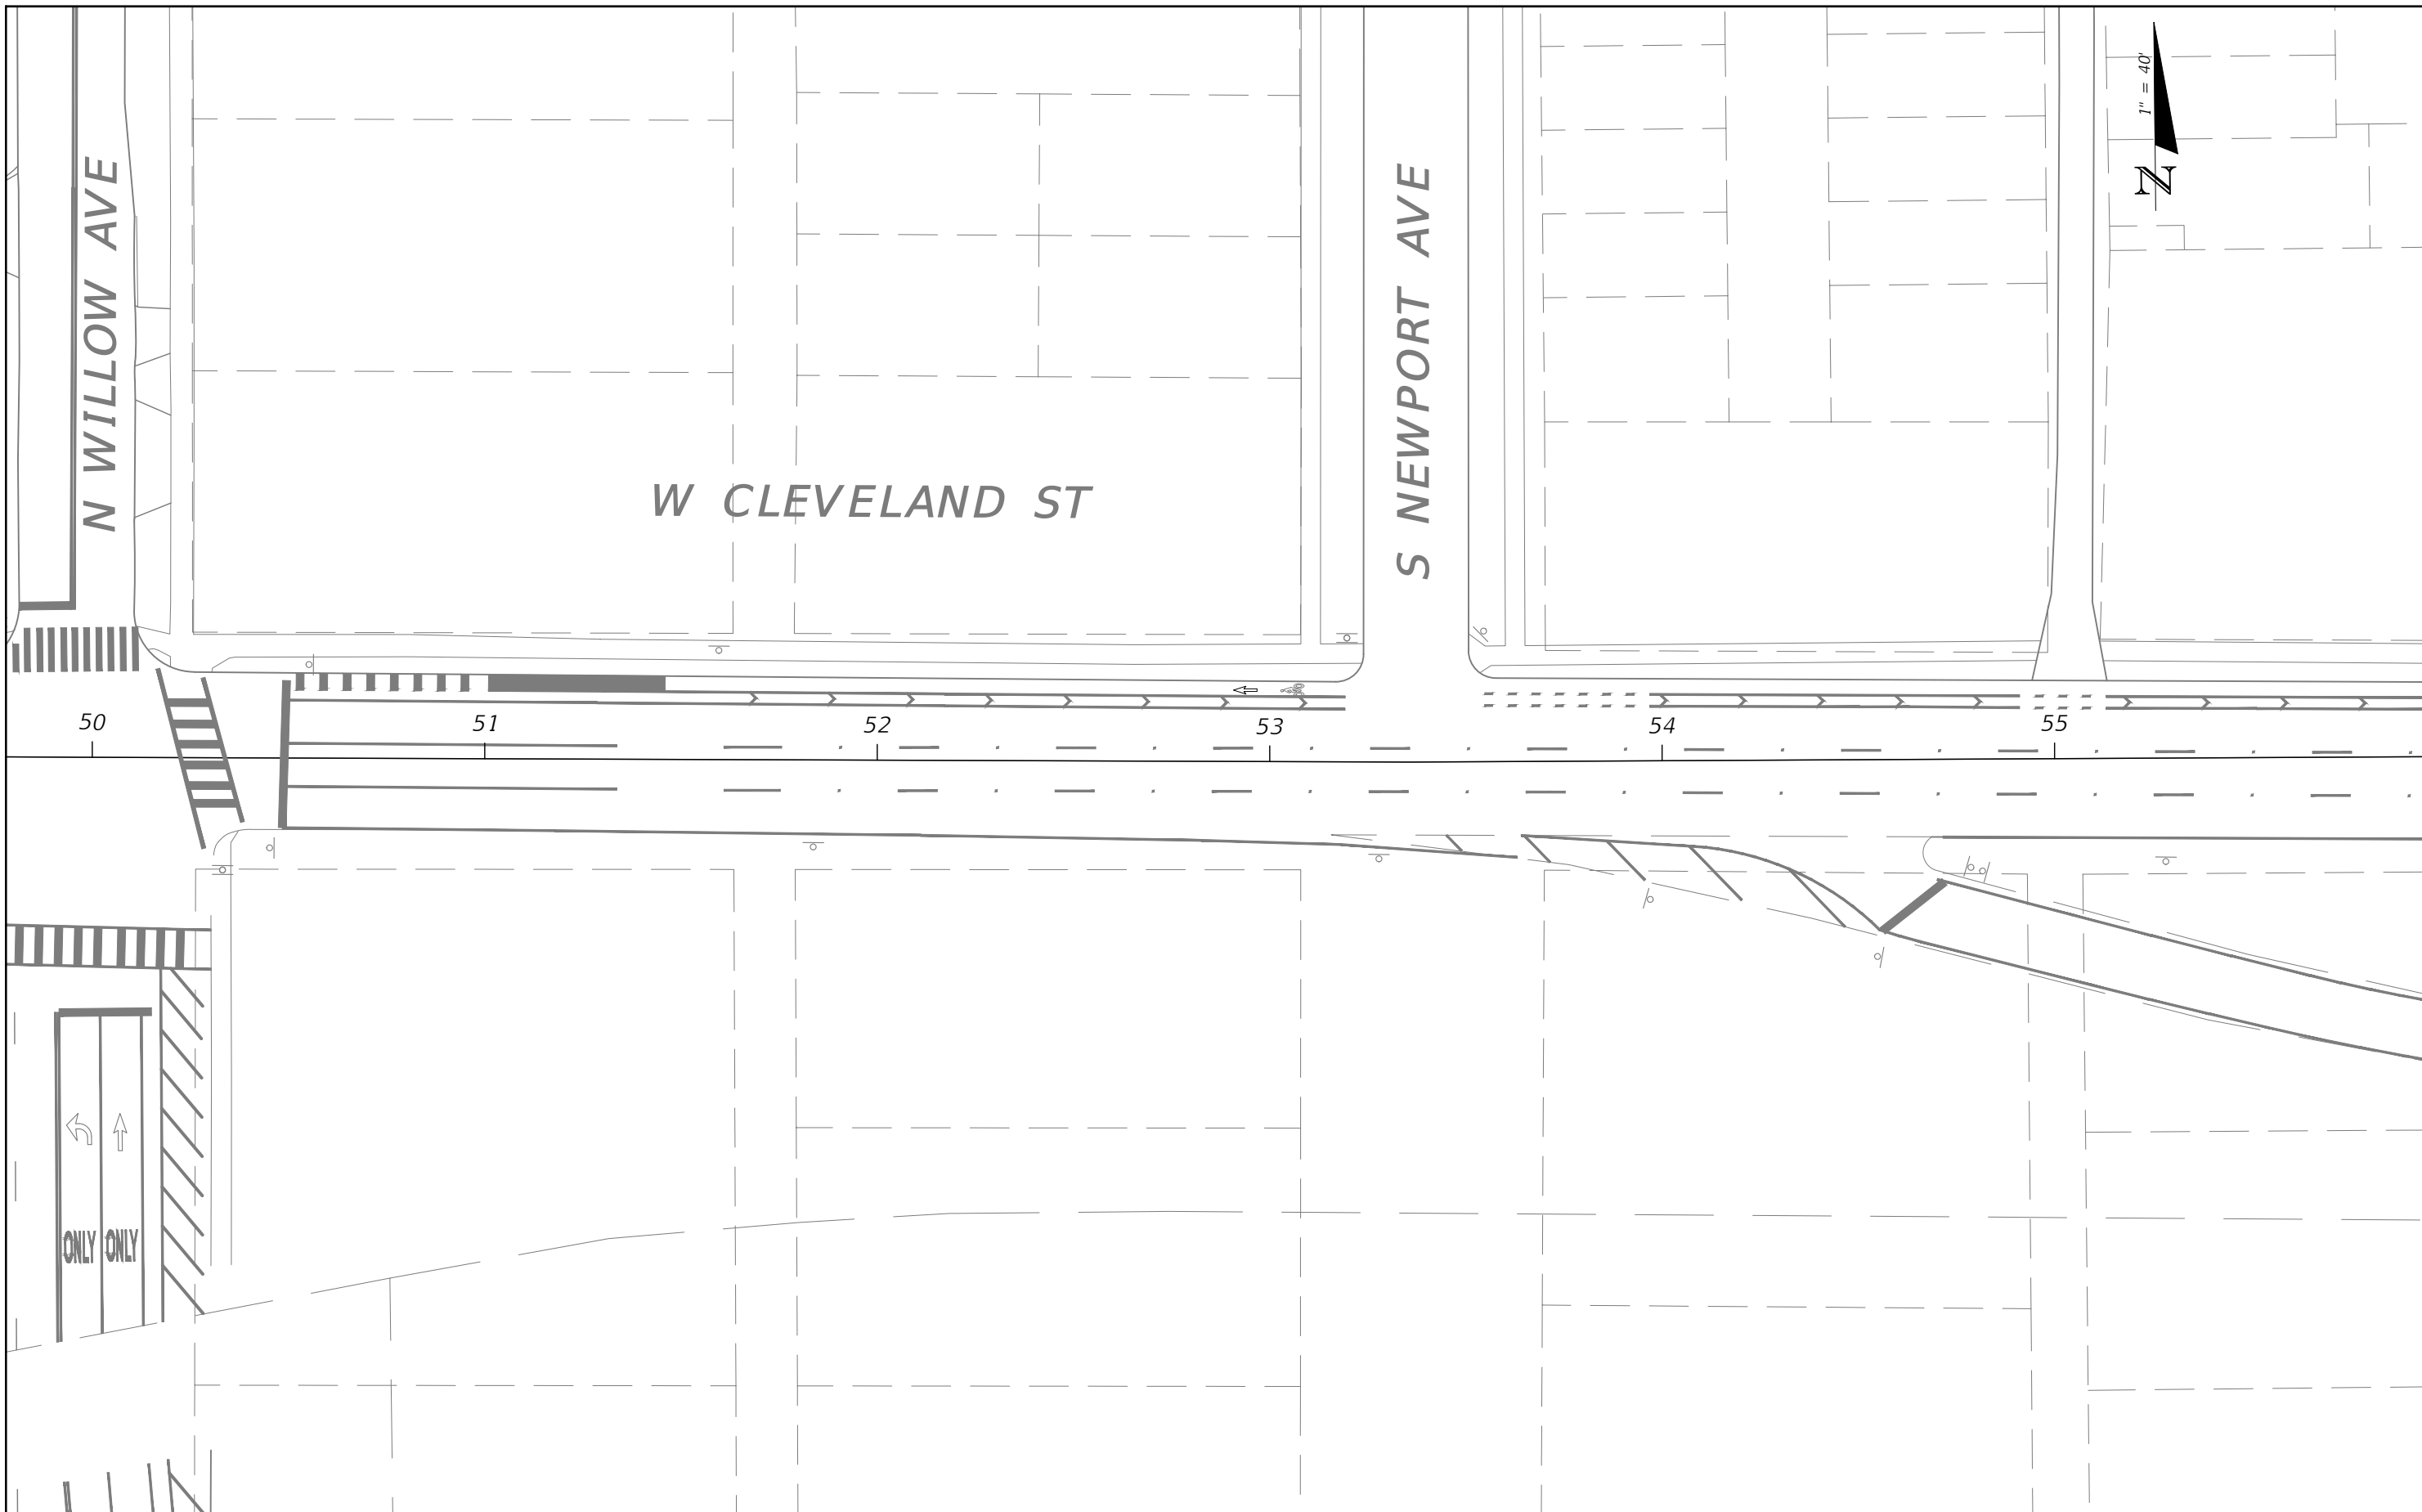 N WILLOW AVE
W CLEVELAND ST
S NEWPORT AVE
1" = 40'
N
50
51
52
53
54
55
ONLY ONLY